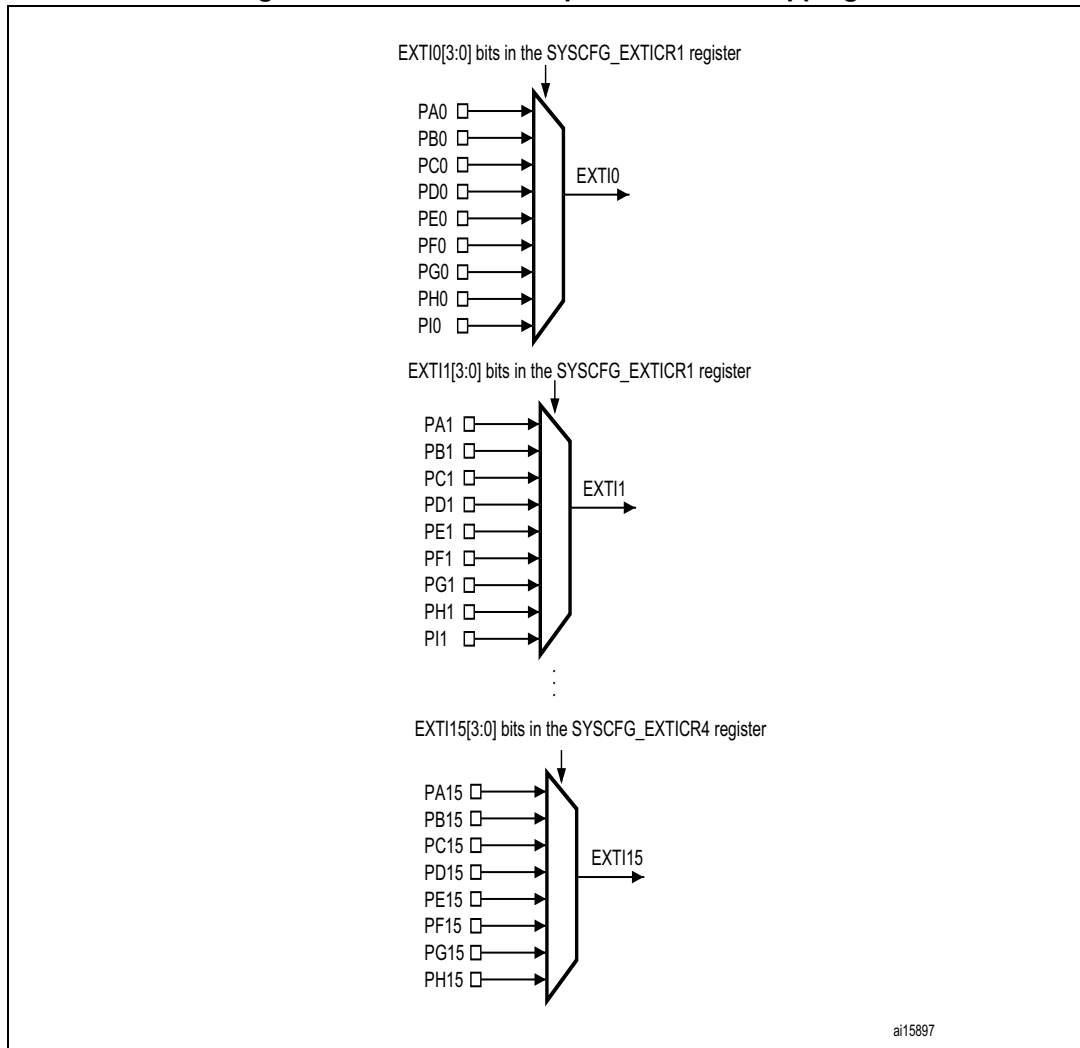 EXTI0[3:0] bits in the SYSCFG_EXTICR1 register
PA0
PB0
PC0
PD0
EXTI0
PE0
PF0
PG0
PH0
PI0
EXTI1[3:0] bits in the SYSCFG_EXTICR1 register
PA1
PB1
PC1
PD1
EXTI1
PE1
PF1
PG1
PH1
PI1
EXTI15[3:0] bits in the SYSCFG_EXTICR4 register
PA15
PB15
PC15
PD15
EXTI15
PE15
PF15
PG15
PH15
ai15897